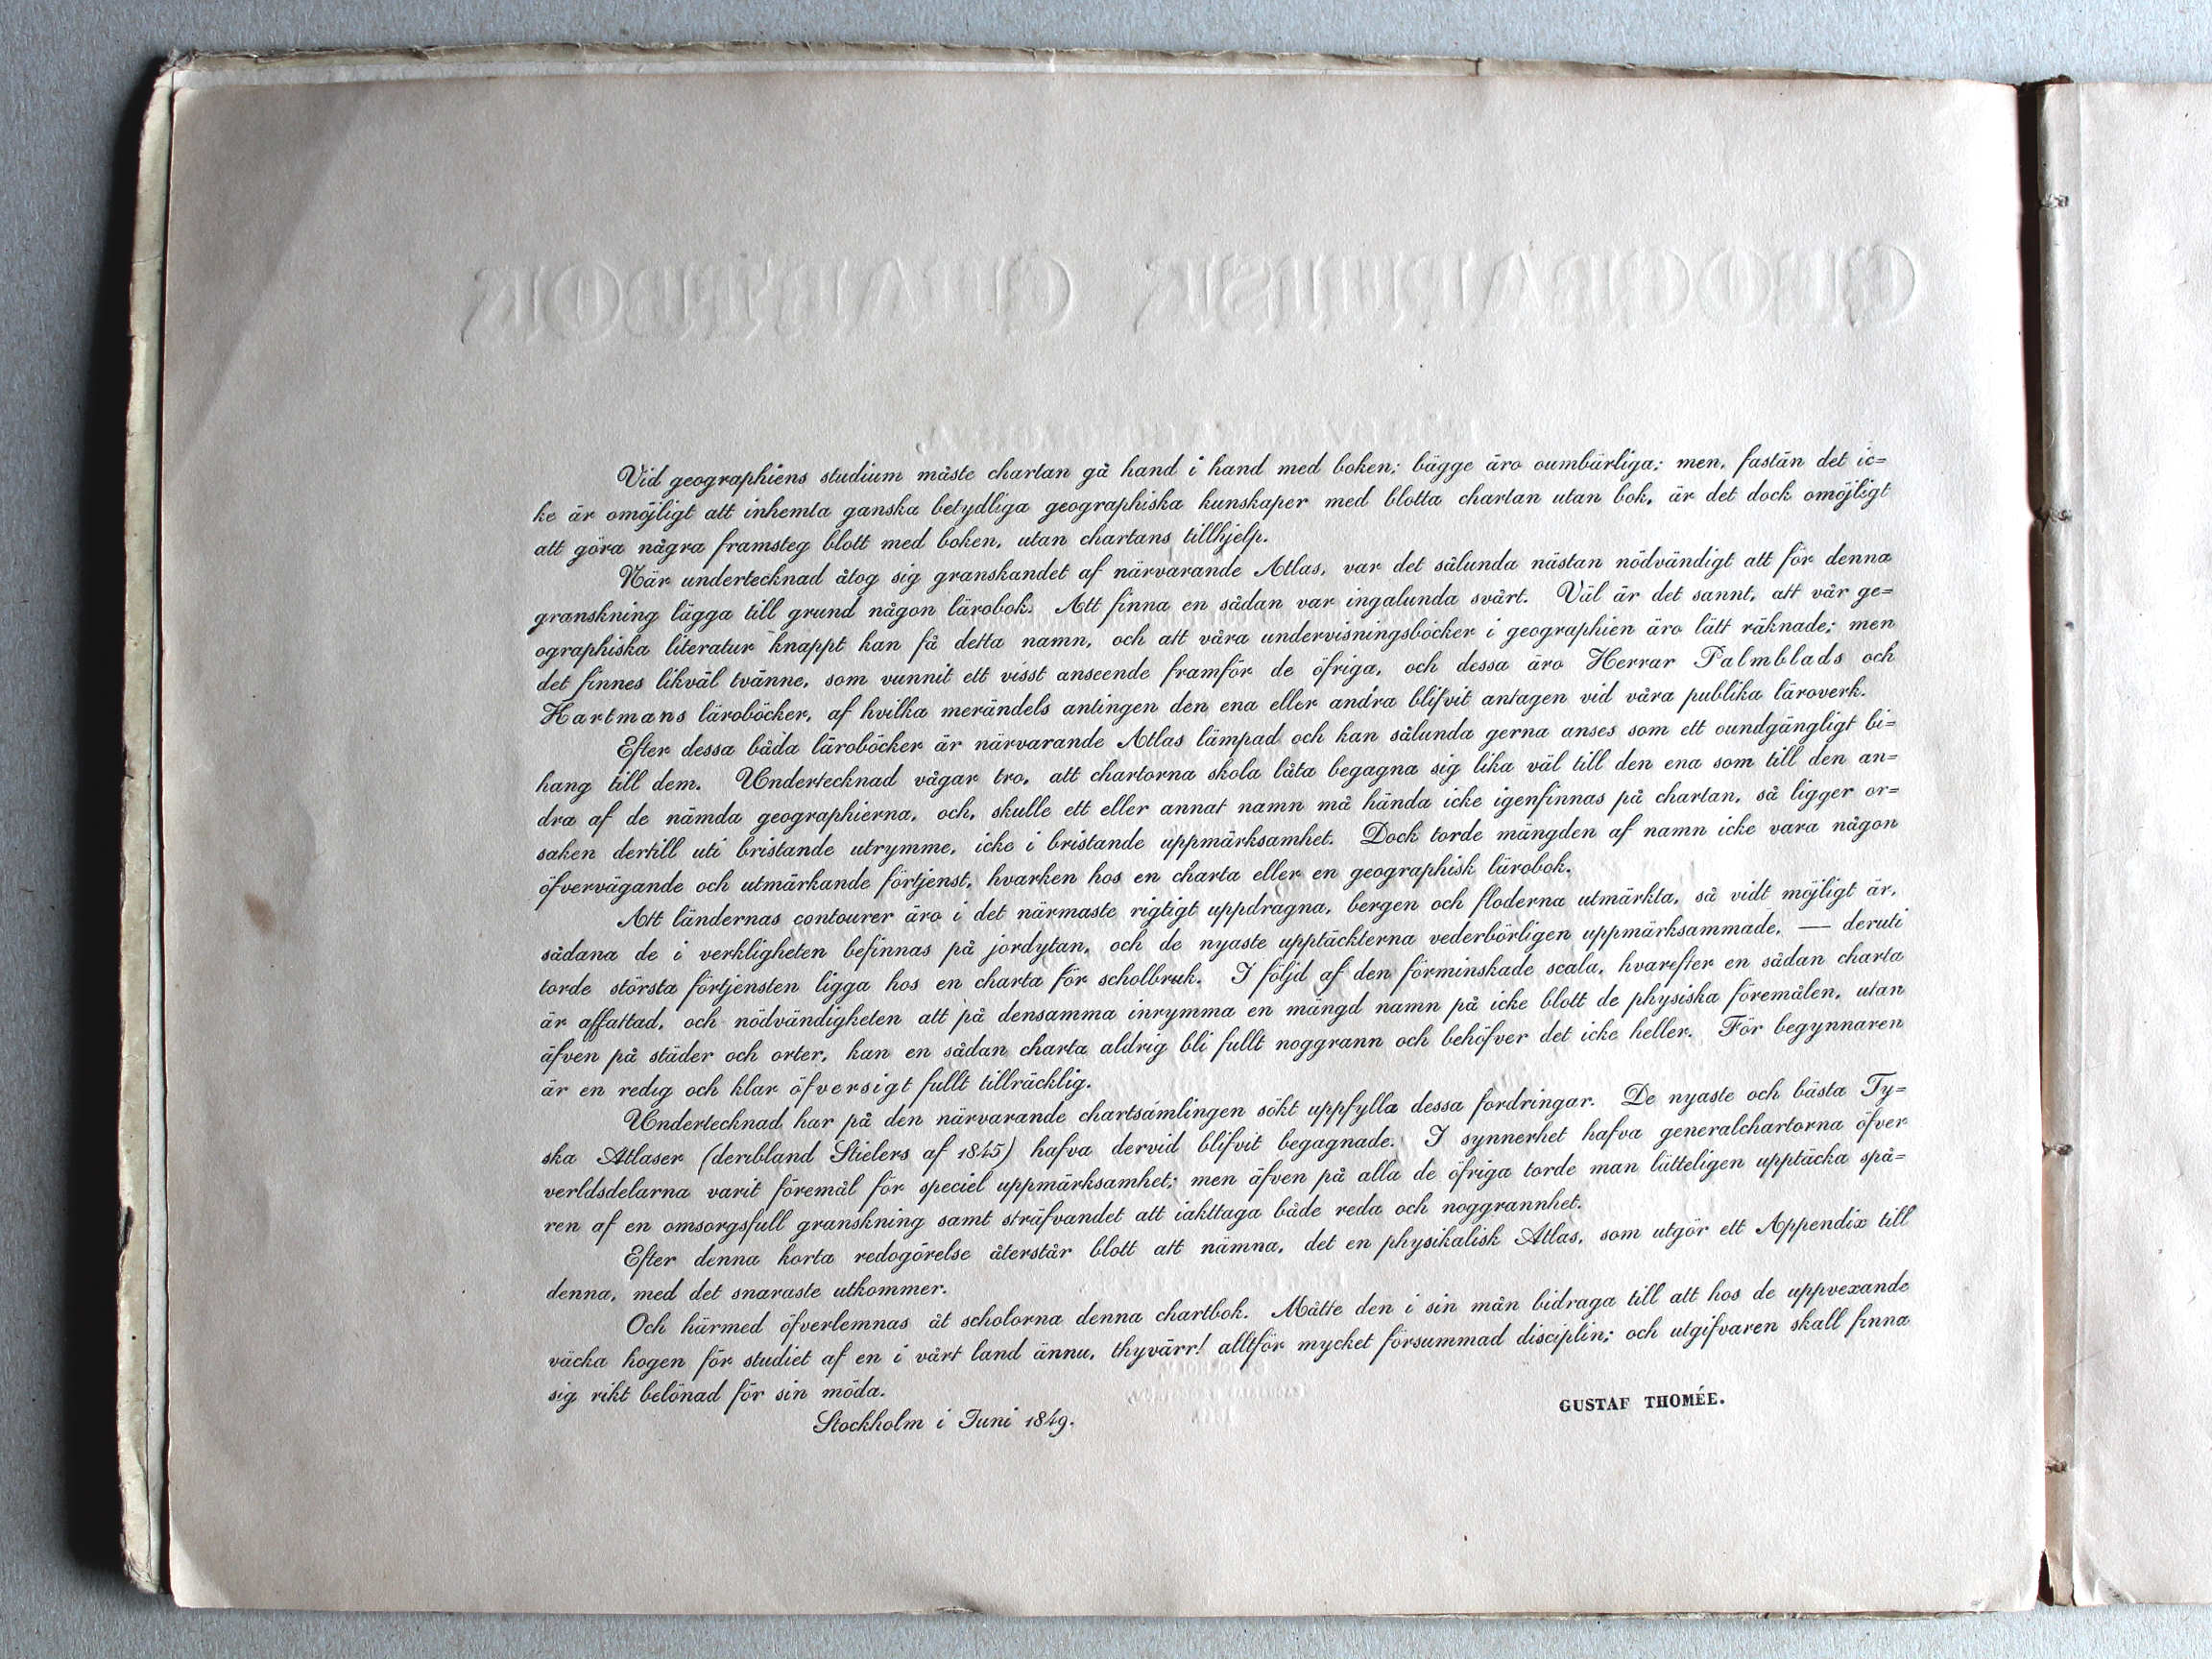 Vid geographiens studium måste chartan gå hand i hand med boken; bägge äro oumbärliga; men, fastän det ic=
ke är omöjligt att inhemta ganska betydliga geographiska kunskaper med blotta chartan utan bok, är det dock omöjligt
att göra några framsteg blott med boken, utan chartans tillhjelp.
När undertecknad åtog sig granskandet af närvarande Atlas, var det sålunda nästan nödvändigt att för denna
granskning lägga till grund någon lärobok. Att finna en sådan var ingalunda svårt. Väl är det sannt, att vår ge=
ographiska literatur knappt kan få detta namn, och att våra undervisningsböcker i geographien äro lätt räknade; men
det finnes likväl tvänne, som vunnit ett visst anseende framför de öfriga, och dessa äro Herrar Palmblads och
Hartmans läroböcker, af hvilka merändels antingen den ena eller andra blifvit antagen vid våra publika läroverk.
Efter dessa båda läroböcker är närvarande Atlas lämpad och kan sålunda gerna anses som ett oundgängligt bi=
hang till dem. Undertecknad vågar tro, att chartorna skola låta begagna sig lika väl till den ena som till den an=
dra af de nämda geographierna, och, skulle ett eller annat namn må hända icke igenfinnas på chartan, så ligger or=
saken dertill uti bristande utrymme, icke i bristande uppmärksamhet. Dock torde mängden af namn icke vara någon
öfvervägande och utmärkande förtjenst, hvarken hos en charta eller en geographisk lärobok.
Att ländernas contourer äro i det närmaste rigtigt uppdragna, bergen och floderna utmärkta, så vidt möjligt är,
sådana de i verkligheten befinnas på jordytan, och de nyaste upptäckterna vederbörligen uppmärksammade, — deruti
torde största förtjensten ligga hos en charta för scholbruk. I följd af den förminskade scala, hvarefter en sådan charta
är affattad, och nödvändigheten att på densamma inrymma en mängd namn på icke blott de physiska föremålen, utan
äfven på städer och orter, kan en sådan charta aldrig bli fullt noggrann och behöfver det icke heller. För begynnaren
är en redig och klar öfversigt fullt tillräcklig.
Undertecknad har på den närvarande chartsamlingen sökt uppfylla dessa fordringar. De nyaste och bästa Ty=
ska Atlaser (deribland Stielers af 1845) hafva dervid blifvit begagnade. I synnerhet hafva generalchartorna öfver
verldsdelarna varit föremål för speciel uppmärksamhet; men äfven på alla de öfriga torde man lätteligen upptäcka spå=
ren af en omsorgsfull granskning samt sträfvandet att iakttaga både reda och noggrannhet.
Efter denna korta redogörelse återstår blott att nämna, det en physikalisk Atlas, som utgör ett Appendix till
denna, med det snaraste utkommer.
Och härmed öfverlemnas åt scholorna denna chartbok. Måtte den i sin mån bidraga till att hos de uppvexande
väcka hogen för studiet af en i vårt land ännu, thyvärr! alltför mycket försummad disciplin; och utgifvaren skall finna
sig rikt belönad för sin möda.
Stockholm i Juni 1849.
GUSTAF THOMÉE.